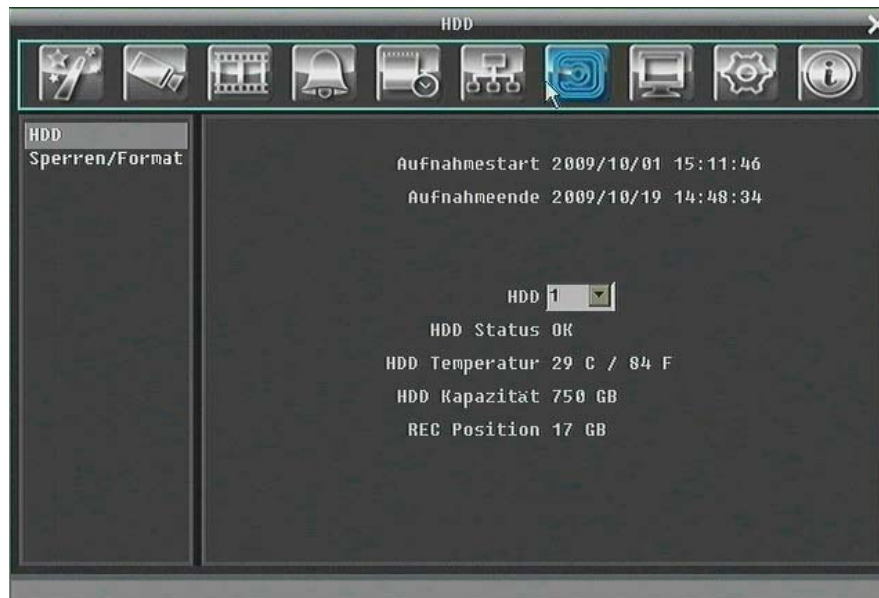 HDD
HDD
Sperren/Format
Aufnahmestart 2009/10/01 15:11:46
Aufnahmeende 2009/10/19 14:48:34
HDD 1
HDD Status OK
HDD Temperatur 29 C / 84 F
HDD Kapazität 750 GB
REC Position 17 GB